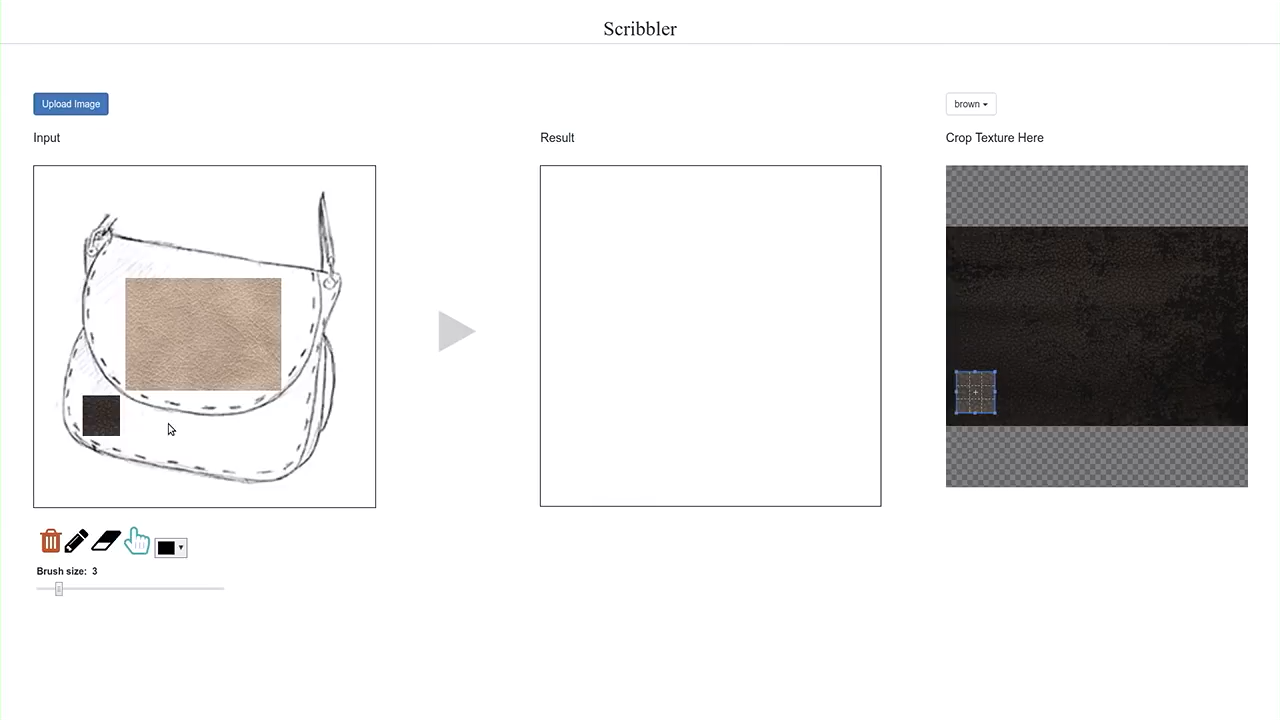 Scribbler
Upload Image
brown
Input
Result
Crop Texture Here
Brush size: 3